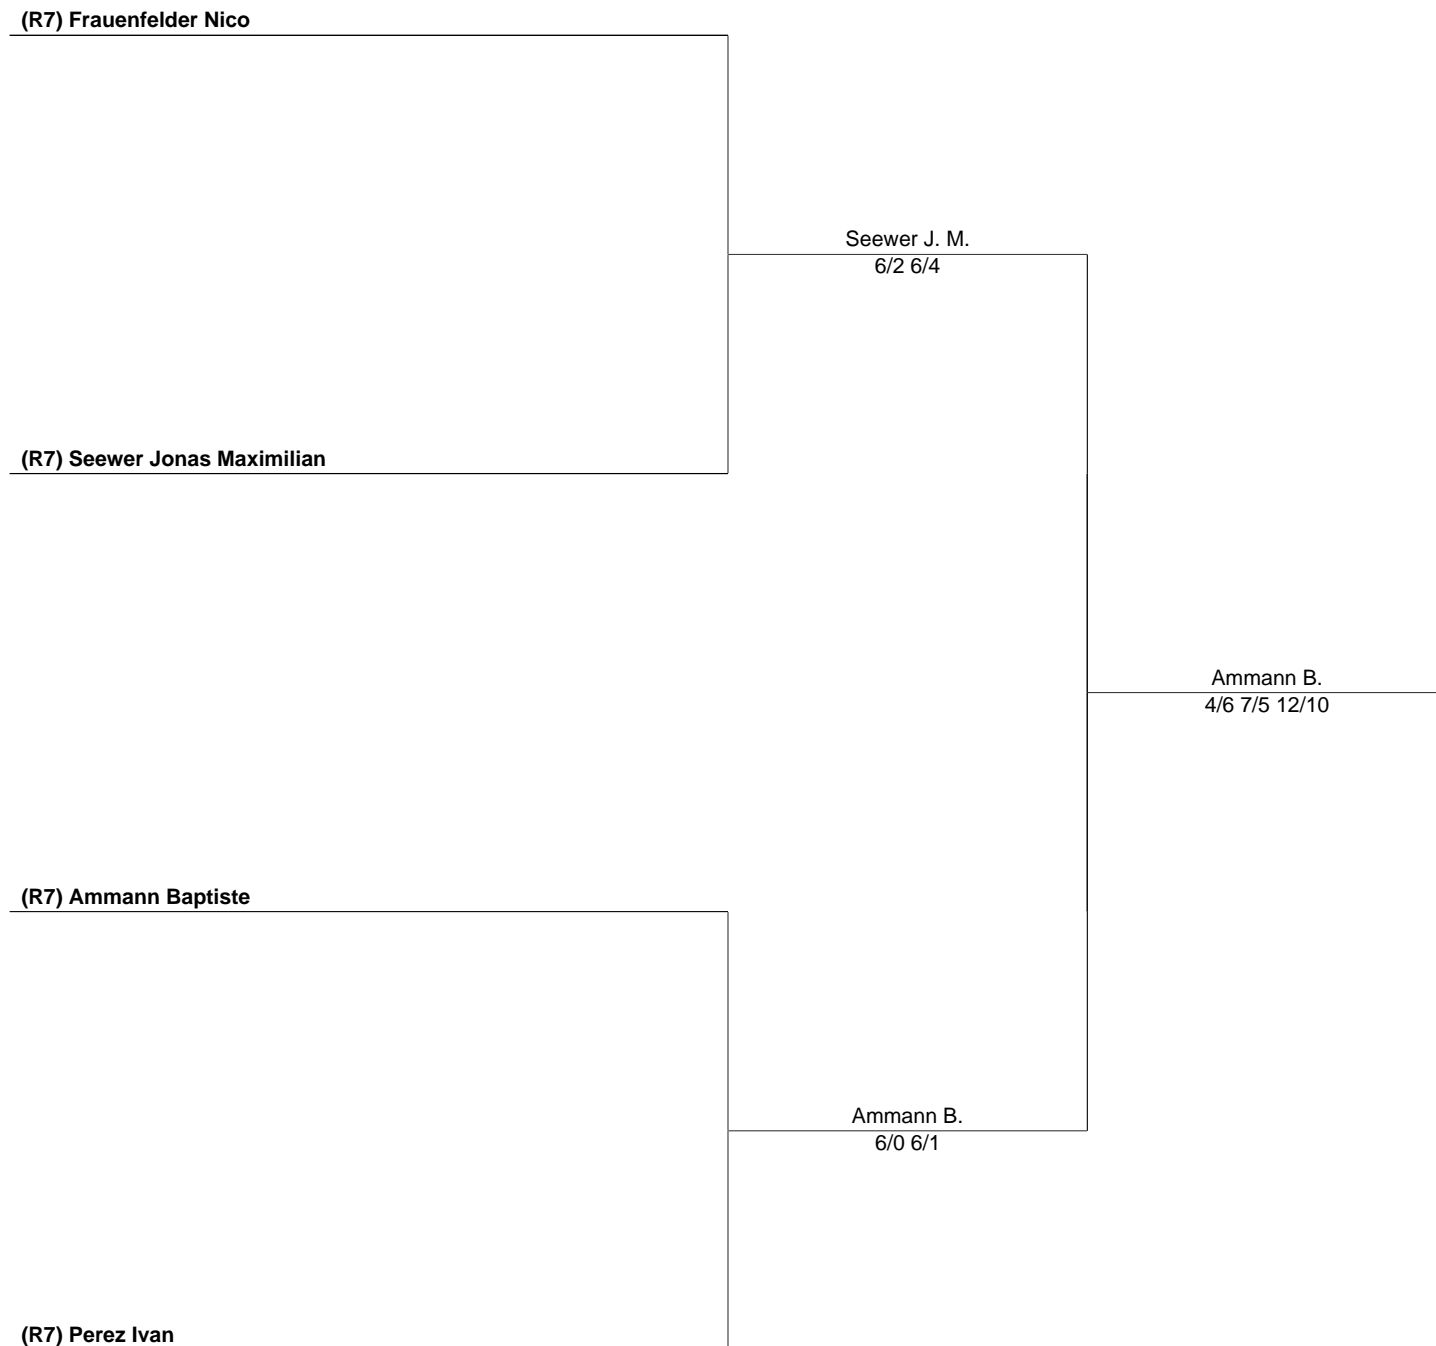 (R7) Frauenfelder Nico
Seewer J. M.
6/2 6/4
(R7) Seewer Jonas Maximilian
Ammann B.
4/6 7/5 12/10
(R7) Ammann Baptiste
Ammann B.
6/0 6/1
(R7) Perez Ivan